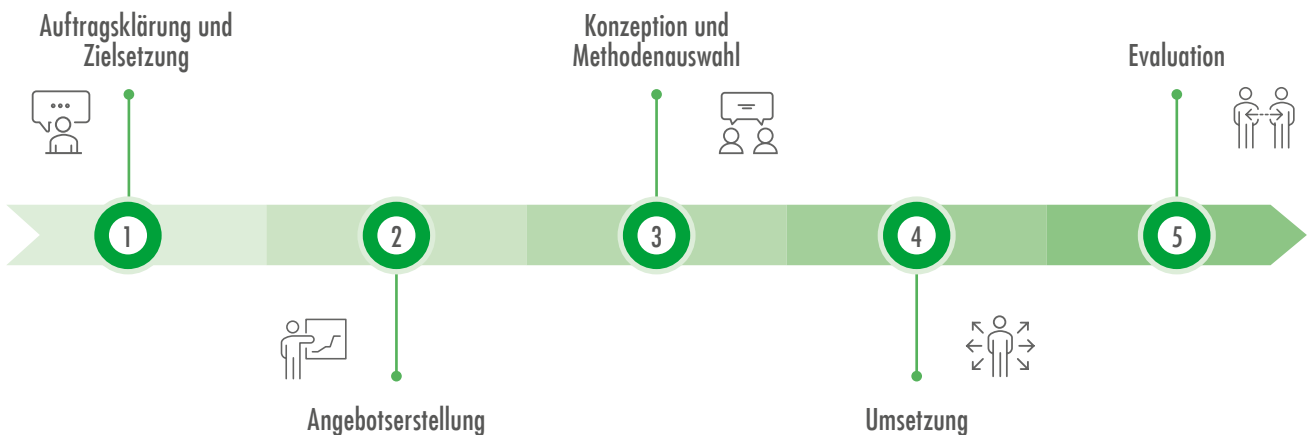 Auftragsklärung und
Zielsetzung
Konzeption und
Methodenauswahl
Evaluation
1
2
3
4
5
Angebotserstellung
Umsetzung